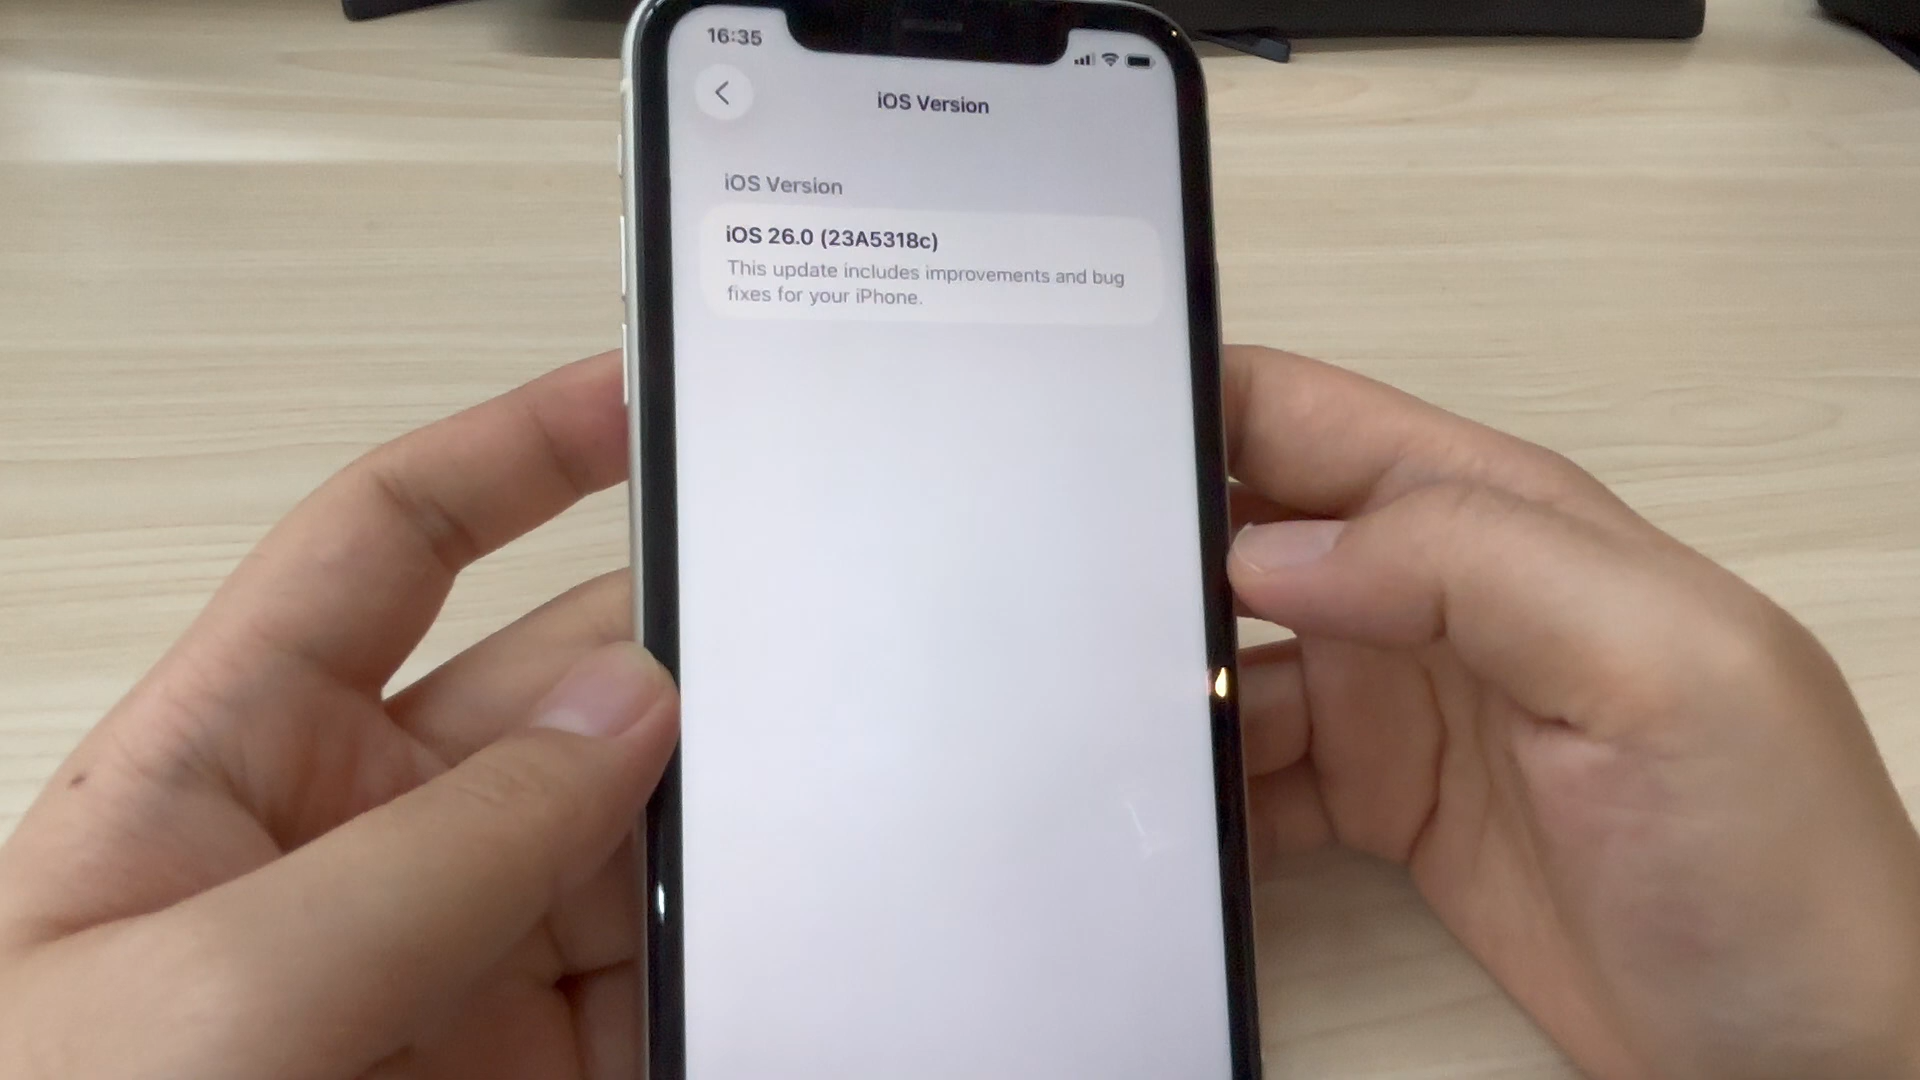 16:35
iOS Version
iOS Version
iOS 26.0 (23A5318c)
This update includes improvements and bug
fixes for your iPhone.